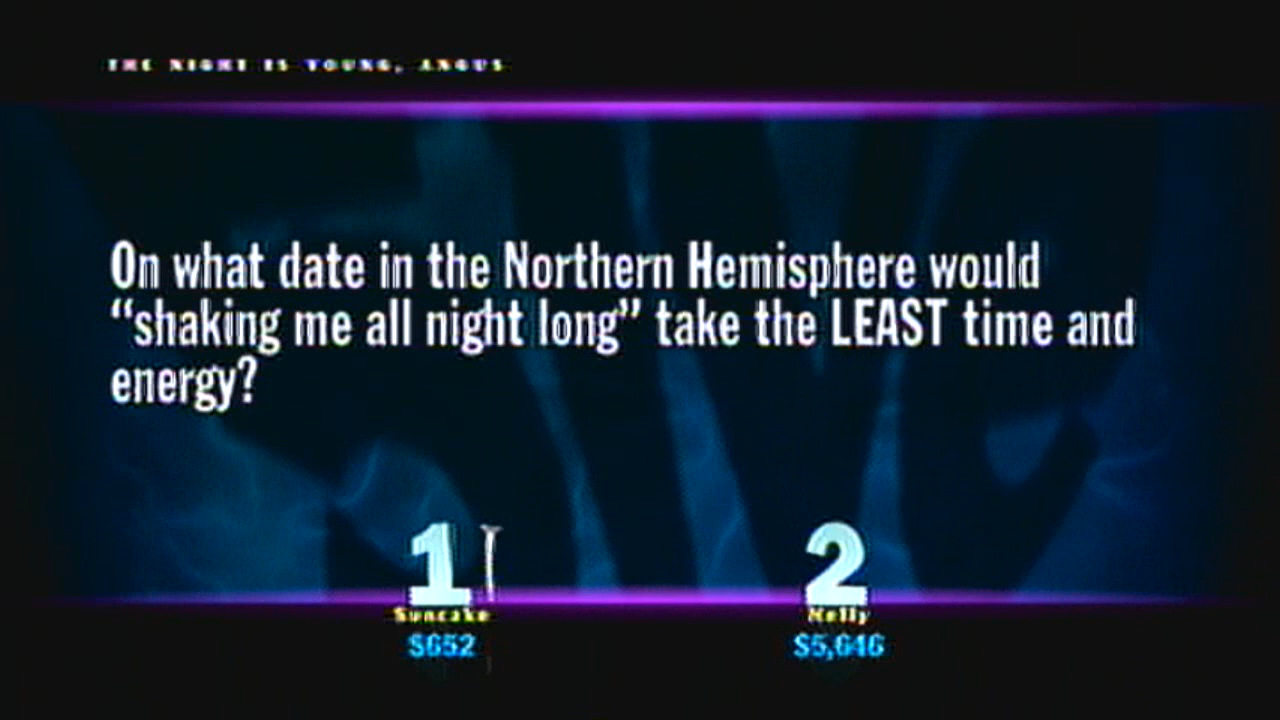 THE NIGHT IS YOUNG, ANGUS
On what date in the Northern Hemisphere would
“shaking me all night long” take the LEAST time and
energy?
1 2
Suncake Nelly
$652 $5,646